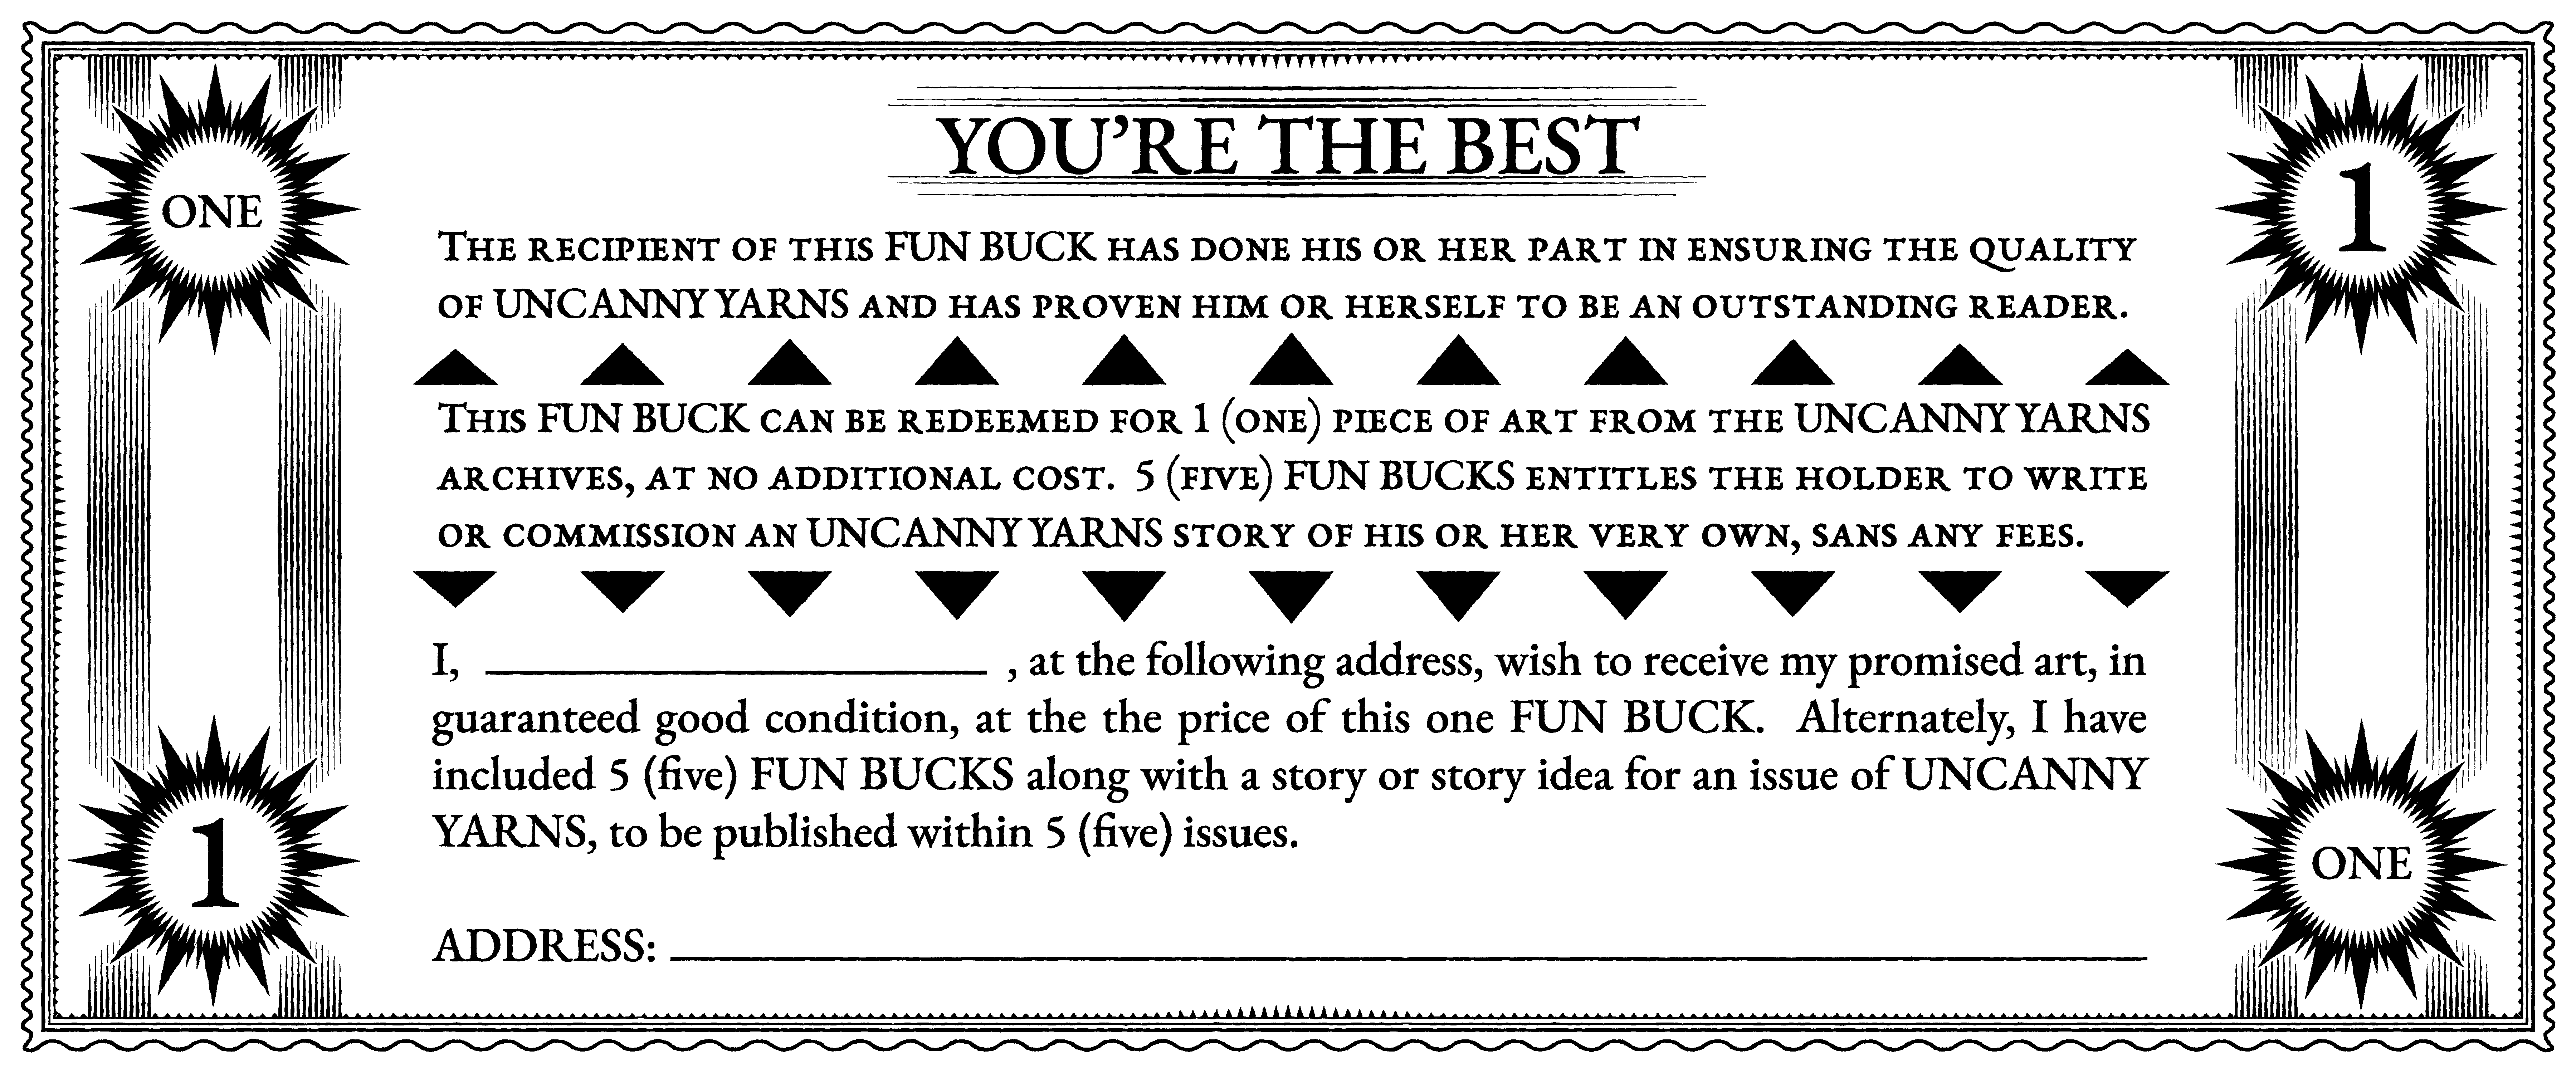 YOU'RE THE BEST
ONE
1
THE RECIPIENT OF THIS FUN BUCK HAS DONE HIS OR HER PART IN ENSURING THE QUALITY
OF UNCANNY YARNS AND HAS PROVEN HIM OR HERSELF TO BE AN OUTSTANDING READER.
THIS FUN BUCK CAN BE REDEEMED FOR 1 (ONE) PIECE OF ART FROM THE UNCANNY YARNS
ARCHIVES, AT NO ADDITIONAL COST. 5 (FIVE) FUN BUCKS ENTITLES THE HOLDER TO WRITE
OR COMMISSION AN UNCANNY YARNS STORY OF HIS OR HER VERY OWN, SANS ANY FEES.
I, , at the following address, wish to receive my promised art, in
guaranteed good condition, at the the price of this one FUN BUCK. Alternately, I have
included 5 (five) FUN BUCKS along with a story or story idea for an issue of UNCANNY
YARNS, to be published within 5 (five) issues.
1
ONE
ADDRESS: